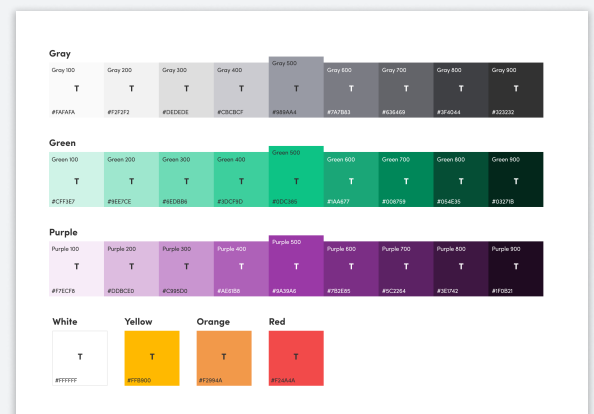 Gray
Gray 100 Gray 200 Gray 300 Gray 400 Gray 500 Gray 600 Gray 700 Gray 800 Gray 900
T T T T T T T T T
#FAFAFA #F2F2F2 #DEDEDE #CBCBCF #989AA4 #7A7B83 #636469 #3F4044 #323232
Green
Green 100 Green 200 Green 300 Green 400 Green 500 Green 600 Green 700 Green 800 Green 900
T T T T T T T T T
#CFF3E7 #9EE7CE #6EDBB6 #3DCF9D #0DC385 #1AA677 #008759 #054E35 #03271B
Purple
Purple 100 Purple 200 Purple 300 Purple 400 Purple 500 Purple 600 Purple 700 Purple 800 Purple 900
T T T T T T T T T
#F7ECF8 #DDBCE0 #C995D0 #AE61B8 #9A39A6 #7B2E85 #5C2264 #3E1742 #1F0B21
White Yellow Orange Red
T T T T
#FFFFFF #FFB900 #F2994A #F24A4A